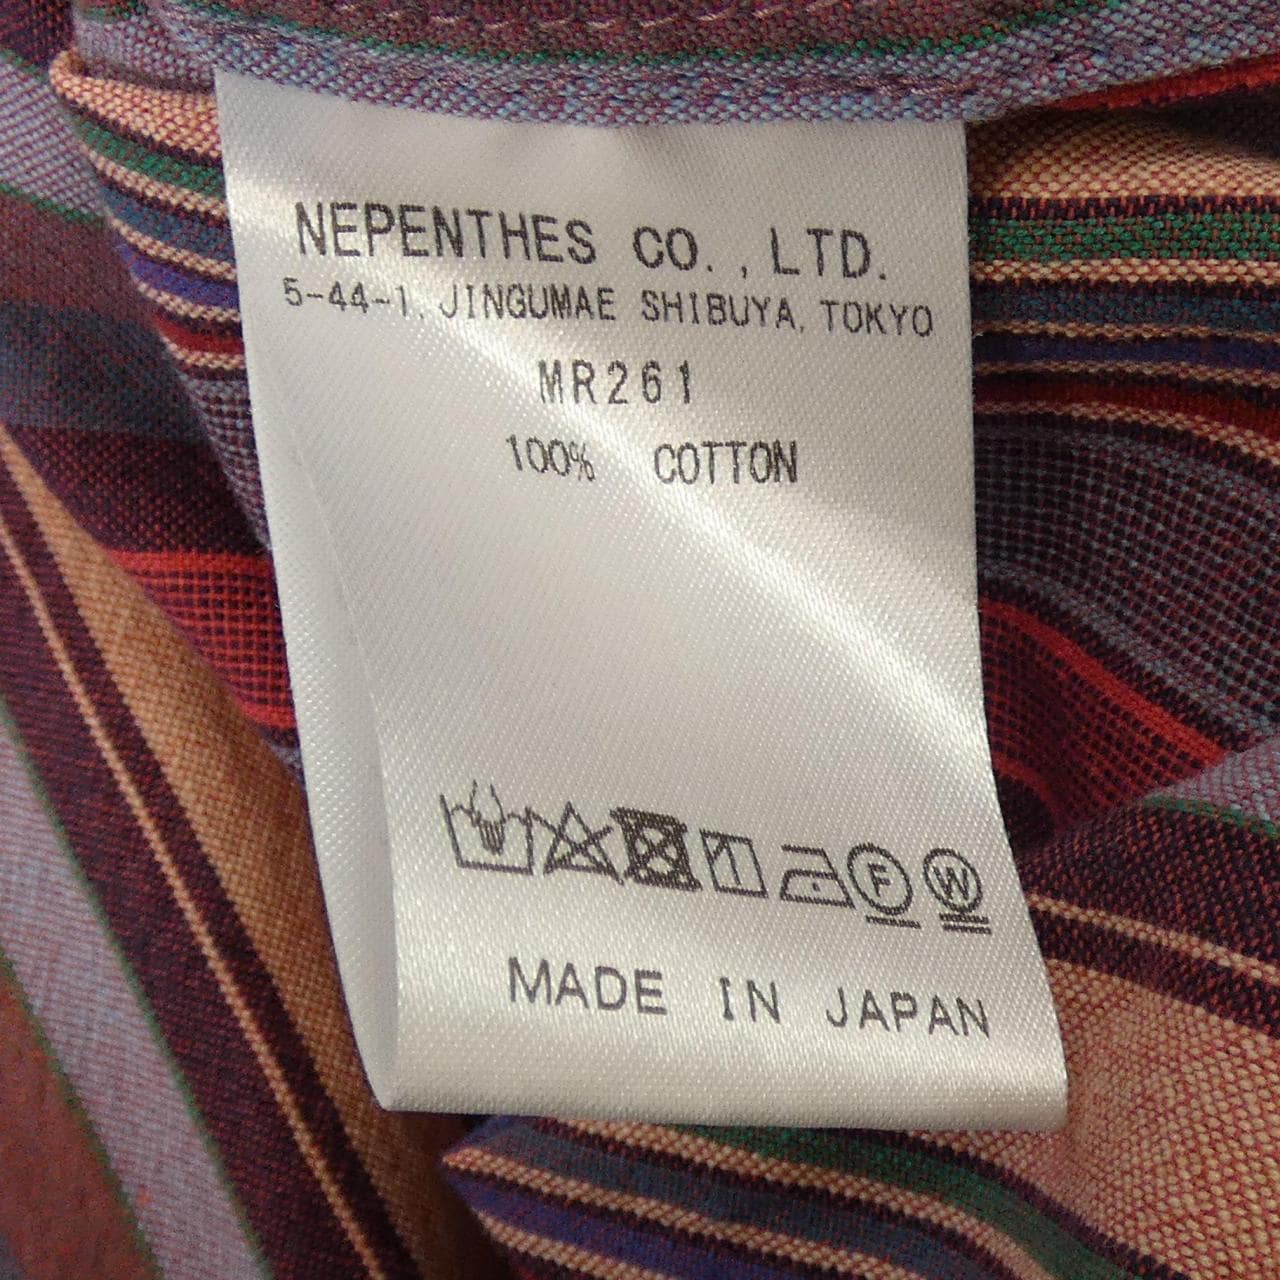 NEPENTHES CO., LTD.
5-44-1, JINGUMAE SHIBUYA, TOKYO
MR261
100% COTTON
F W
MADE IN JAPAN